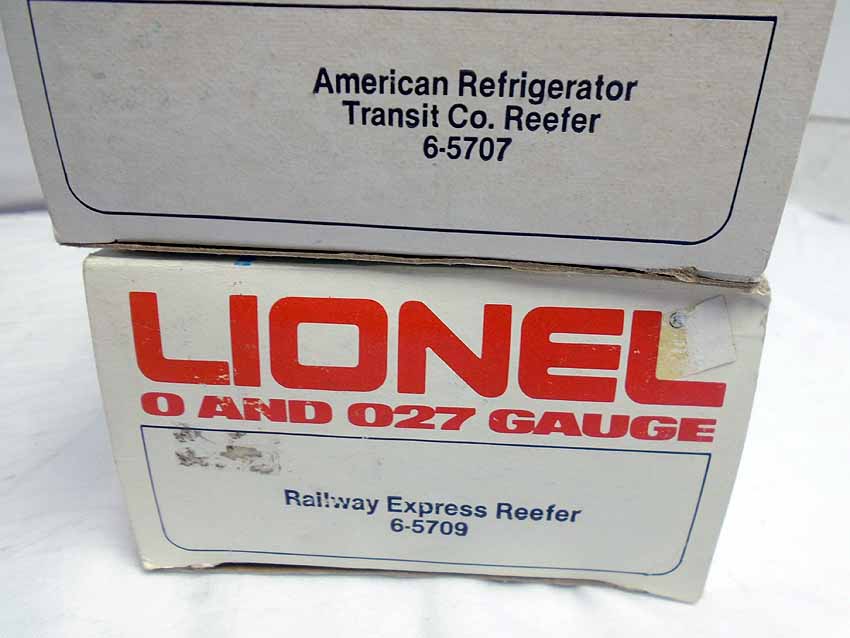 American Refrigerator
Transit Co. Reefer
6-5707
LIONEL
O AND O27 GAUGE
Railway Express Reefer
6-5709